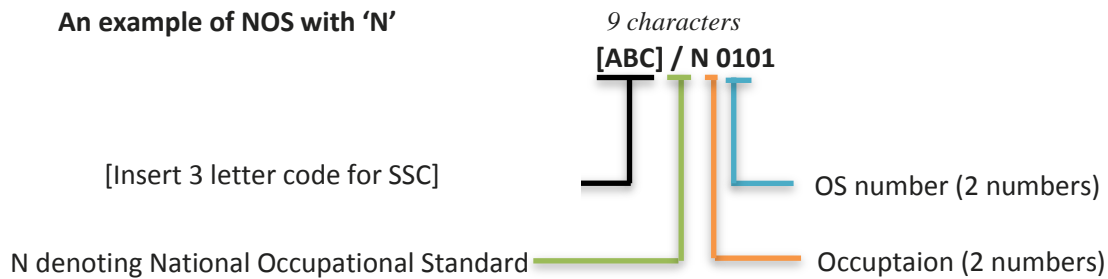 An example of NOS with ‘N’
9 characters
[ABC] / N 0101
[Insert 3 letter code for SSC]
OS number (2 numbers)
N denoting National Occupational Standard
Occuptaion (2 numbers)